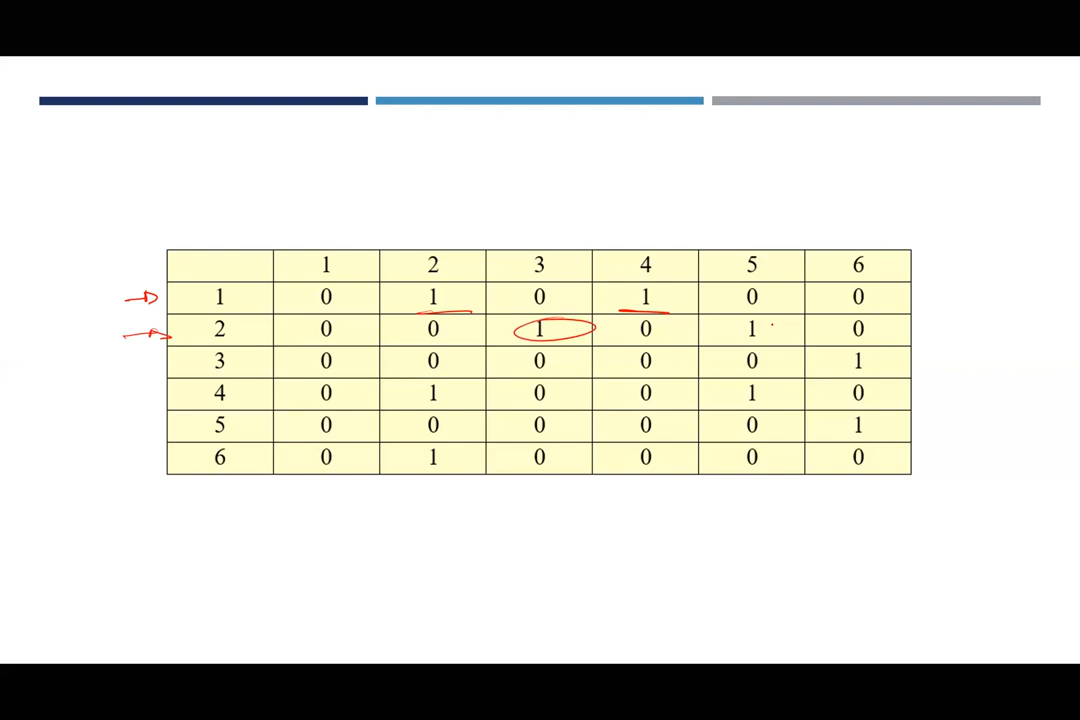 1 2 3 4 5 6
1 0 1 0 1 0 0
2 0 0 1 0 1 0
3 0 0 0 0 0 1
4 0 1 0 0 1 0
5 0 0 0 0 0 1
6 0 1 0 0 0 0